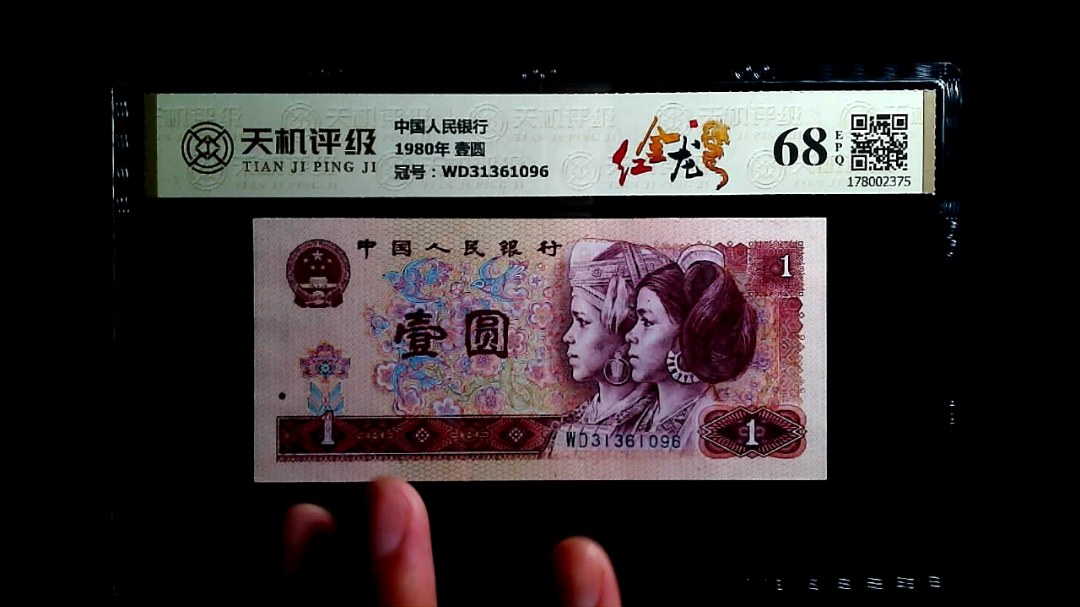 天机评级
TIAN JI PING JI
中国人民银行
1980年 壹圆
冠号：WD31361096
红金龙
68
EPQ
178002375
中国人民银行
1
壹圆
1
WD31361096
1